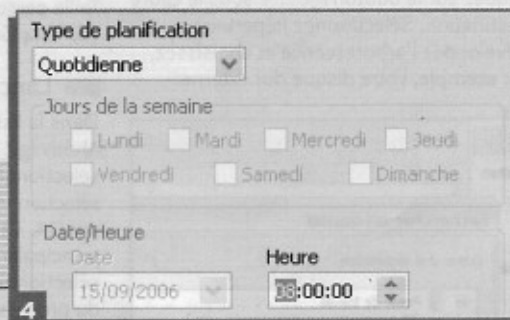 Type de planification
Quotidienne
Jours de la semaine
Lundi Mardi Mercredi Jeudi
Vendredi Samedi Dimanche
Date/Heure
Date Heure
15/09/2006 08:00:00
4